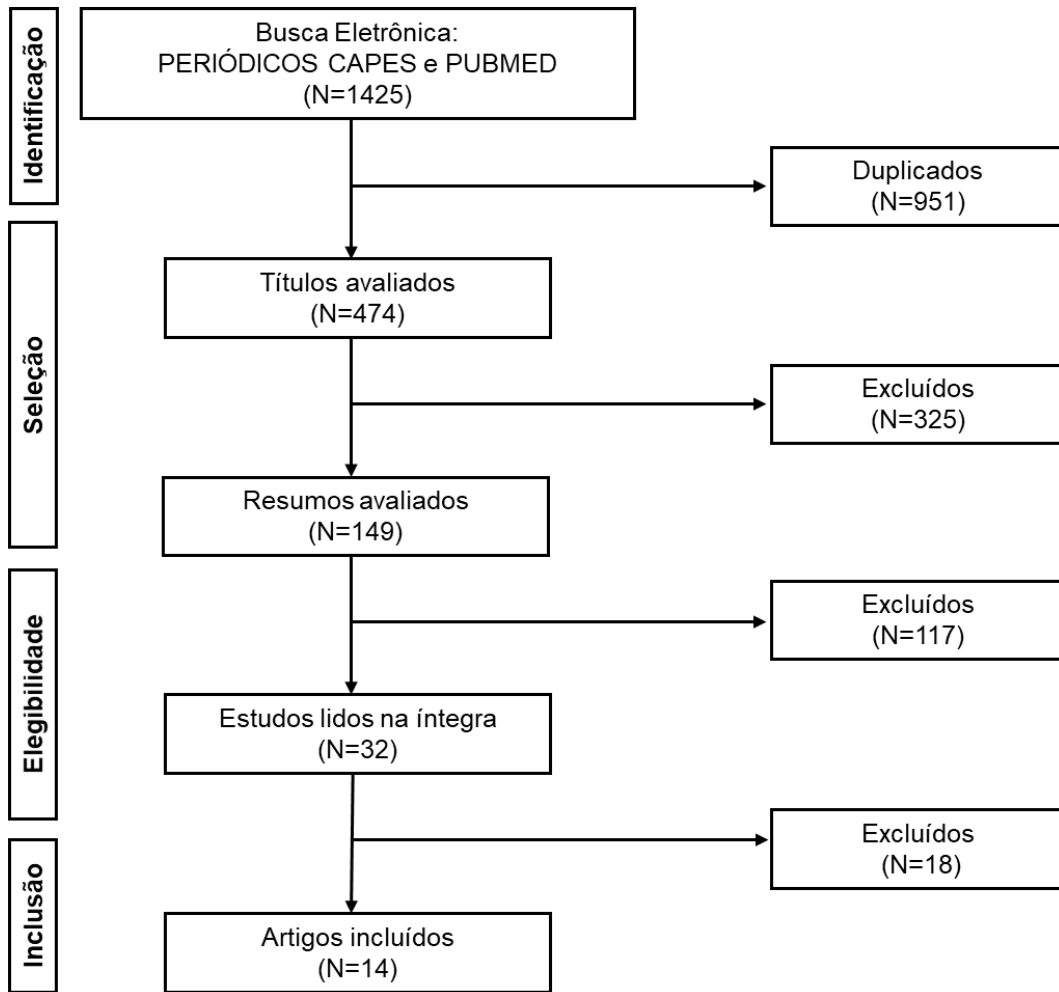 Identificação
Busca Eletrônica:
PERIÓDICOS CAPES e PUBMED
(N=1425)
Duplicados
(N=951)
Seleção
Títulos avaliados
(N=474)
Excluídos
(N=325)
Resumos avaliados
(N=149)
Elegibilidade
Excluídos
(N=117)
Estudos lidos na íntegra
(N=32)
Inclusão
Excluídos
(N=18)
Artigos incluídos
(N=14)